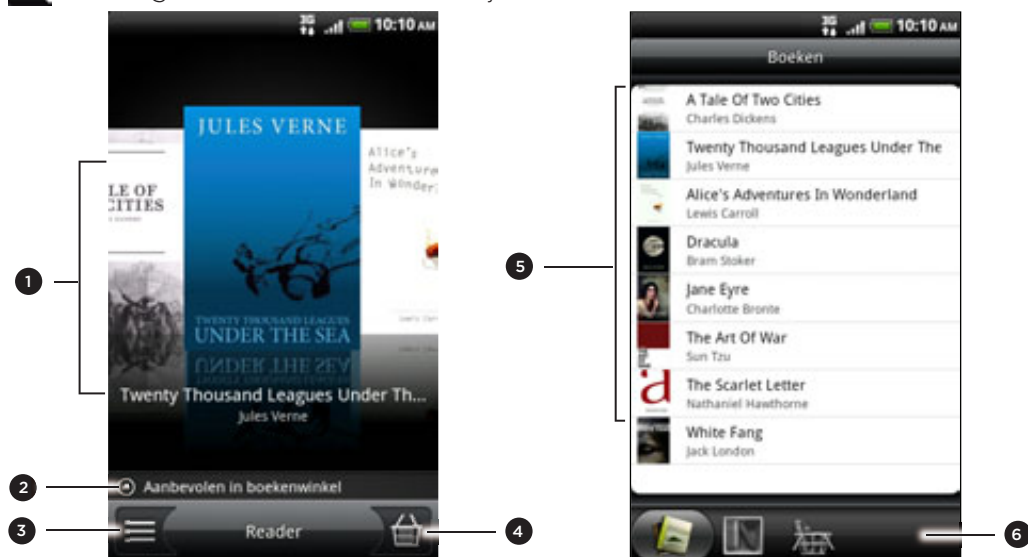 3G 10:10 AM
JULES VERNE
LE OF
CITIES
Alice's
Adventure
In Wonder
TWENTY THOUSAND LEAGUES
UNDER THE SEA
Twenty Thousand Leagues Under Th...
Jules Verne
Aanbevolen in boekenwinkel
Reader
1
2
3
4
3G 10:10 AM
Boeken
A Tale Of Two Cities
Charles Dickens
Twenty Thousand Leagues Under The
Jules Verne
Alice's Adventures In Wonderland
Lewis Carroll
Dracula
Bram Stoker
Jane Eyre
Charlotte Bronte
The Art Of War
Sun Tzu
The Scarlet Letter
Nathaniel Hawthorne
White Fang
Jack London
5
6